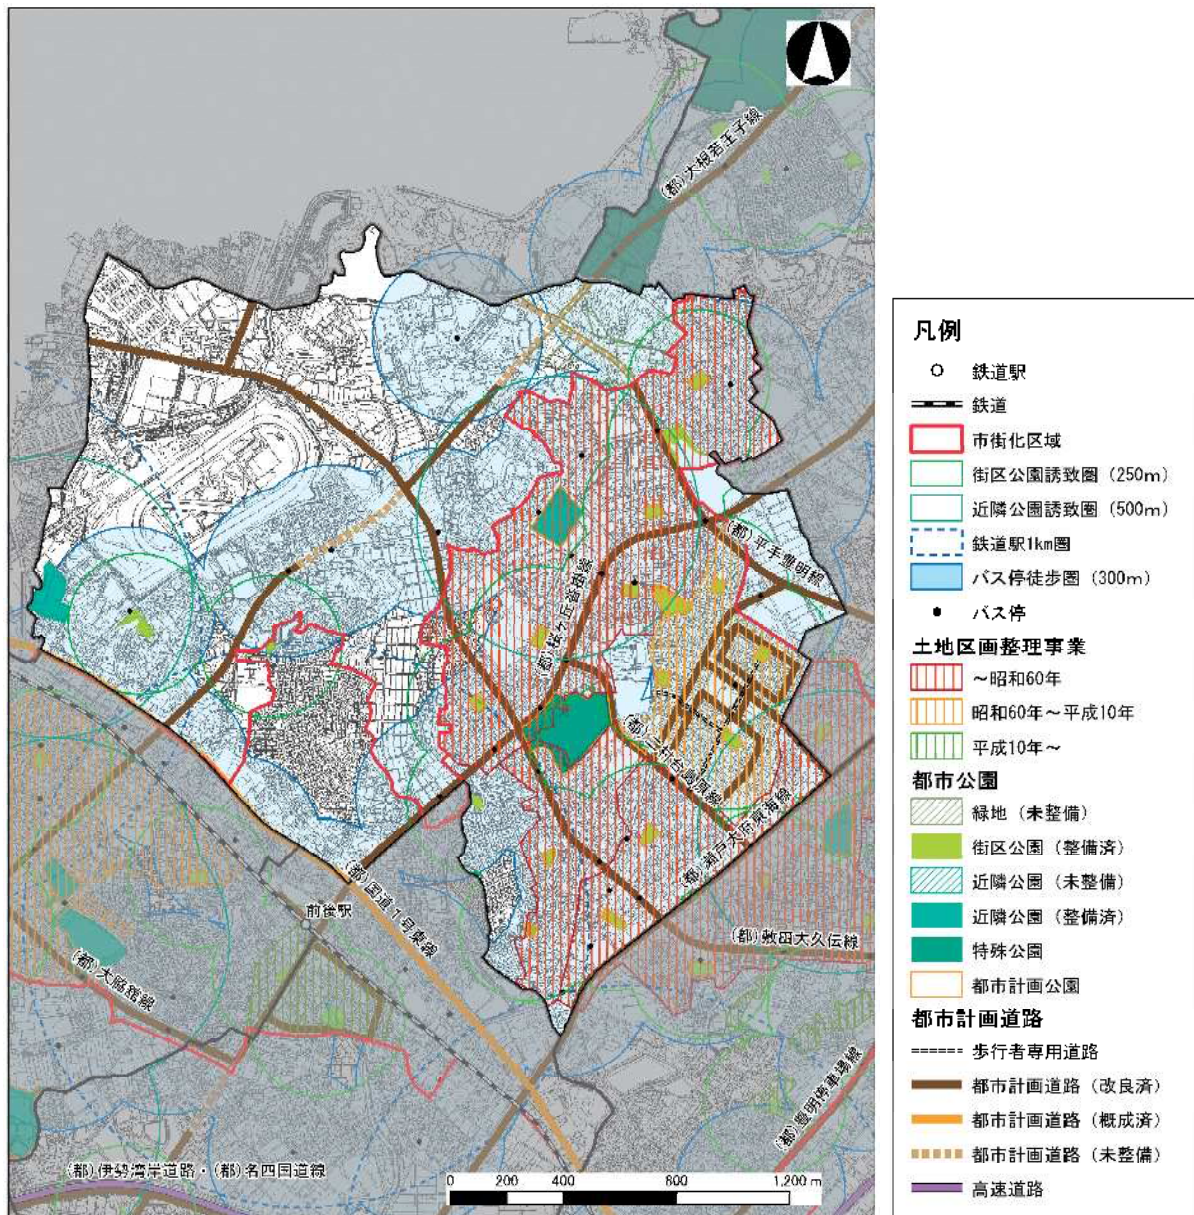 (都)大根若王子線
(都)平手豊明線
(都)桜ケ丘沓掛線
(都)三杵台勅原線
(都)瀬戸大府東海線
(都)国道1号東線
前後駅
(都)敷田大久伝線
(都)大脇舘線
(都)豊明停車場線
(都)伊勢湾岸道路・(都)名四国道線
0 200 400 800 1,200 m
凡例
鉄道駅
鉄道
市街化区域
街区公園誘致圏(250m)
近隣公園誘致圏(500m)
鉄道駅1km圏
バス停徒歩圏(300m)
バス停
土地区画整理事業
~昭和60年
昭和60年~平成10年
平成10年~
都市公園
緑地(未整備)
街区公園(整備済)
近隣公園(未整備)
近隣公園(整備済)
特殊公園
都市計画公園
都市計画道路
歩行者専用道路
都市計画道路(改良済)
都市計画道路(概成済)
都市計画道路(未整備)
高速道路